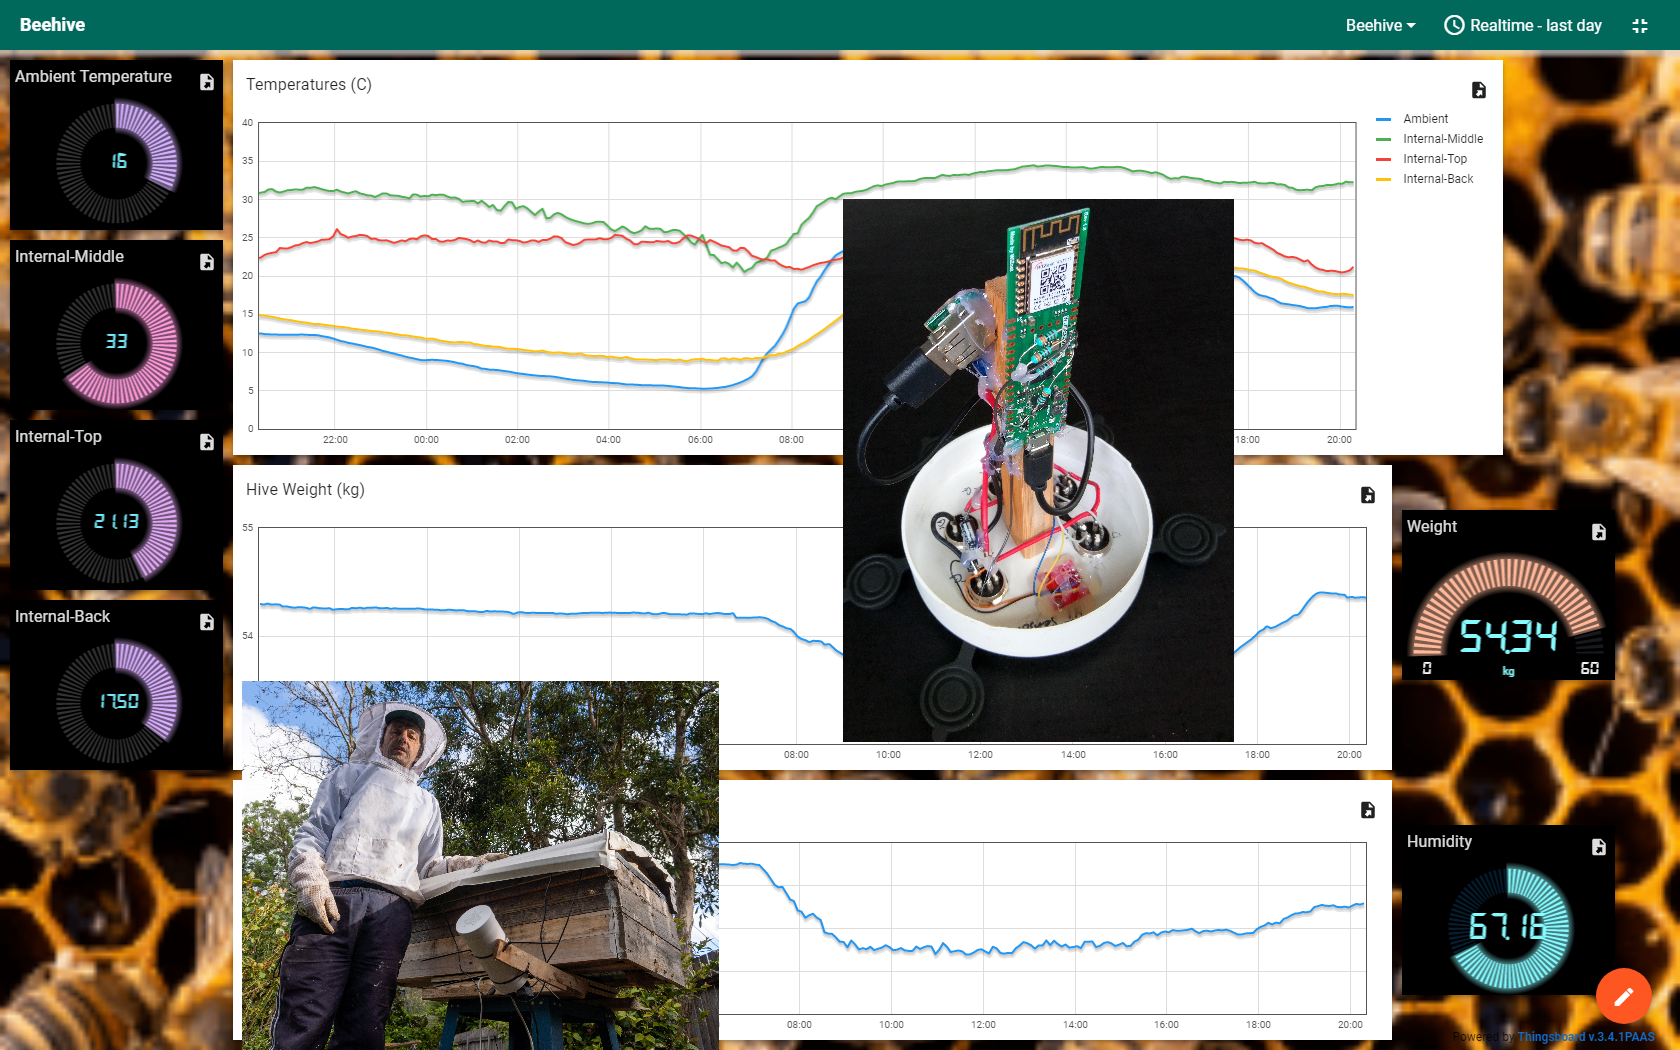 Beehive
Beehive
Realtime - last day
Ambient Temperature
16
Internal-Middle
33
Internal-Top
21.13
Internal-Back
17.50
Temperatures (C)
40
35
30
25
20
15
10
5
0
22:00
00:00
02:00
04:00
06:00
08:00
18:00
20:00
Ambient
Internal-Middle
Internal-Top
Internal-Back
Hive Weight (kg)
55
54
08:00
10:00
12:00
14:00
16:00
18:00
20:00
Weight
54.34
0
kg
60
08:00
10:00
12:00
14:00
16:00
18:00
20:00
Humidity
67.16
Powered by Thingsboard v.3.4.1PAAS